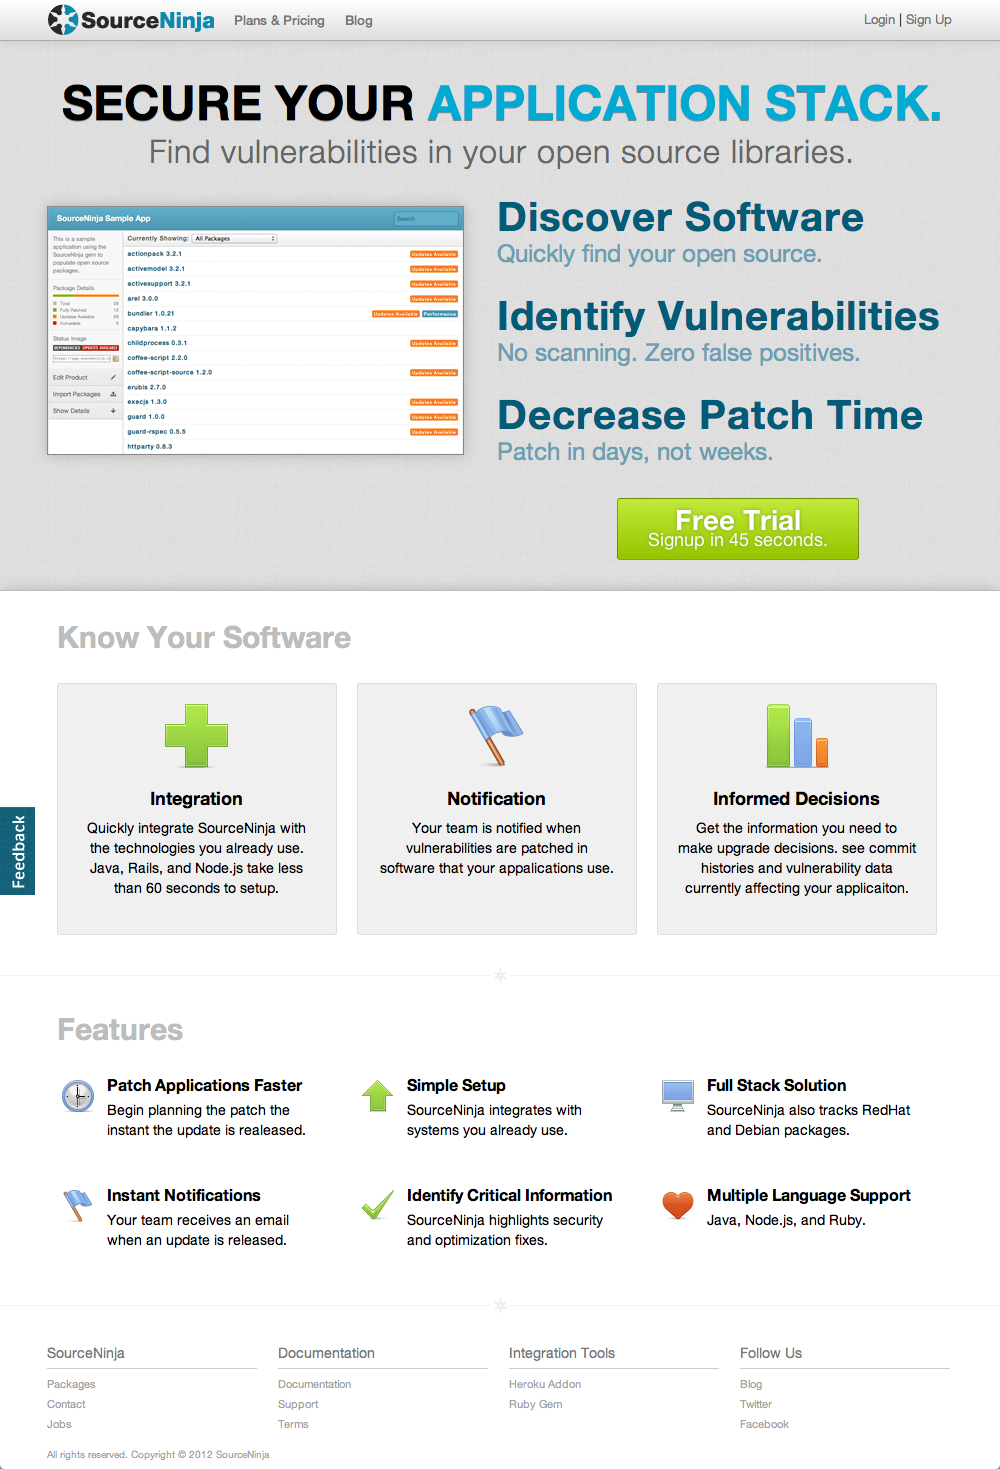 SourceNinja
Plans & Pricing
Blog
Login | Sign Up
SECURE YOUR APPLICATION STACK.
Find vulnerabilities in your open source libraries.
SourceNinja Sample App
Search
This is a sample
application using the
SourceNinja gem to
populate open source
packages.
Package Details
Total 38
Fully Patched 12
Updates Available 26
Vulnerable 0
Status Image
DEPENDENCIES UPDATES AVAILABLE
Edit Product
Import Packages
Show Details
Currently Showing: All Packages
actionpack 3.2.1 Updates Available
activemodel 3.2.1 Updates Available
activesupport 3.2.1 Updates Available
arel 3.0.0 Updates Available
bundler 1.0.21 Updates Available Performance
capybara 1.1.2
childprocess 0.3.1 Updates Available
coffee-script 2.2.0
coffee-script-source 1.2.0 Updates Available
erubis 2.7.0
execjs 1.3.0 Updates Available
guard 1.0.0 Updates Available
guard-rspec 0.5.5 Updates Available
httparty 0.8.3
Discover Software
Quickly find your open source.
Identify Vulnerabilities
No scanning. Zero false positives.
Decrease Patch Time
Patch in days, not weeks.
Free Trial
Signup in 45 seconds.
Know Your Software
Integration
Quickly integrate SourceNinja with
the technologies you already use.
Java, Rails, and Node.js take less
than 60 seconds to setup.
Notification
Your team is notified when
vulnerabilities are patched in
software that your appalications use.
Informed Decisions
Get the information you need to
make upgrade decisions. see commit
histories and vulnerability data
currently affecting your applicaiton.
Feedback
Features
Patch Applications Faster
Begin planning the patch the
instant the update is realeased.
Simple Setup
SourceNinja integrates with
systems you already use.
Full Stack Solution
SourceNinja also tracks RedHat
and Debian packages.
Instant Notifications
Your team receives an email
when an update is released.
Identify Critical Information
SourceNinja highlights security
and optimization fixes.
Multiple Language Support
Java, Node.js, and Ruby.
SourceNinja
Packages
Contact
Jobs
Documentation
Documentation
Support
Terms
Integration Tools
Heroku Addon
Ruby Gem
Follow Us
Blog
Twitter
Facebook
All rights reserved. Copyright © 2012 SourceNinja